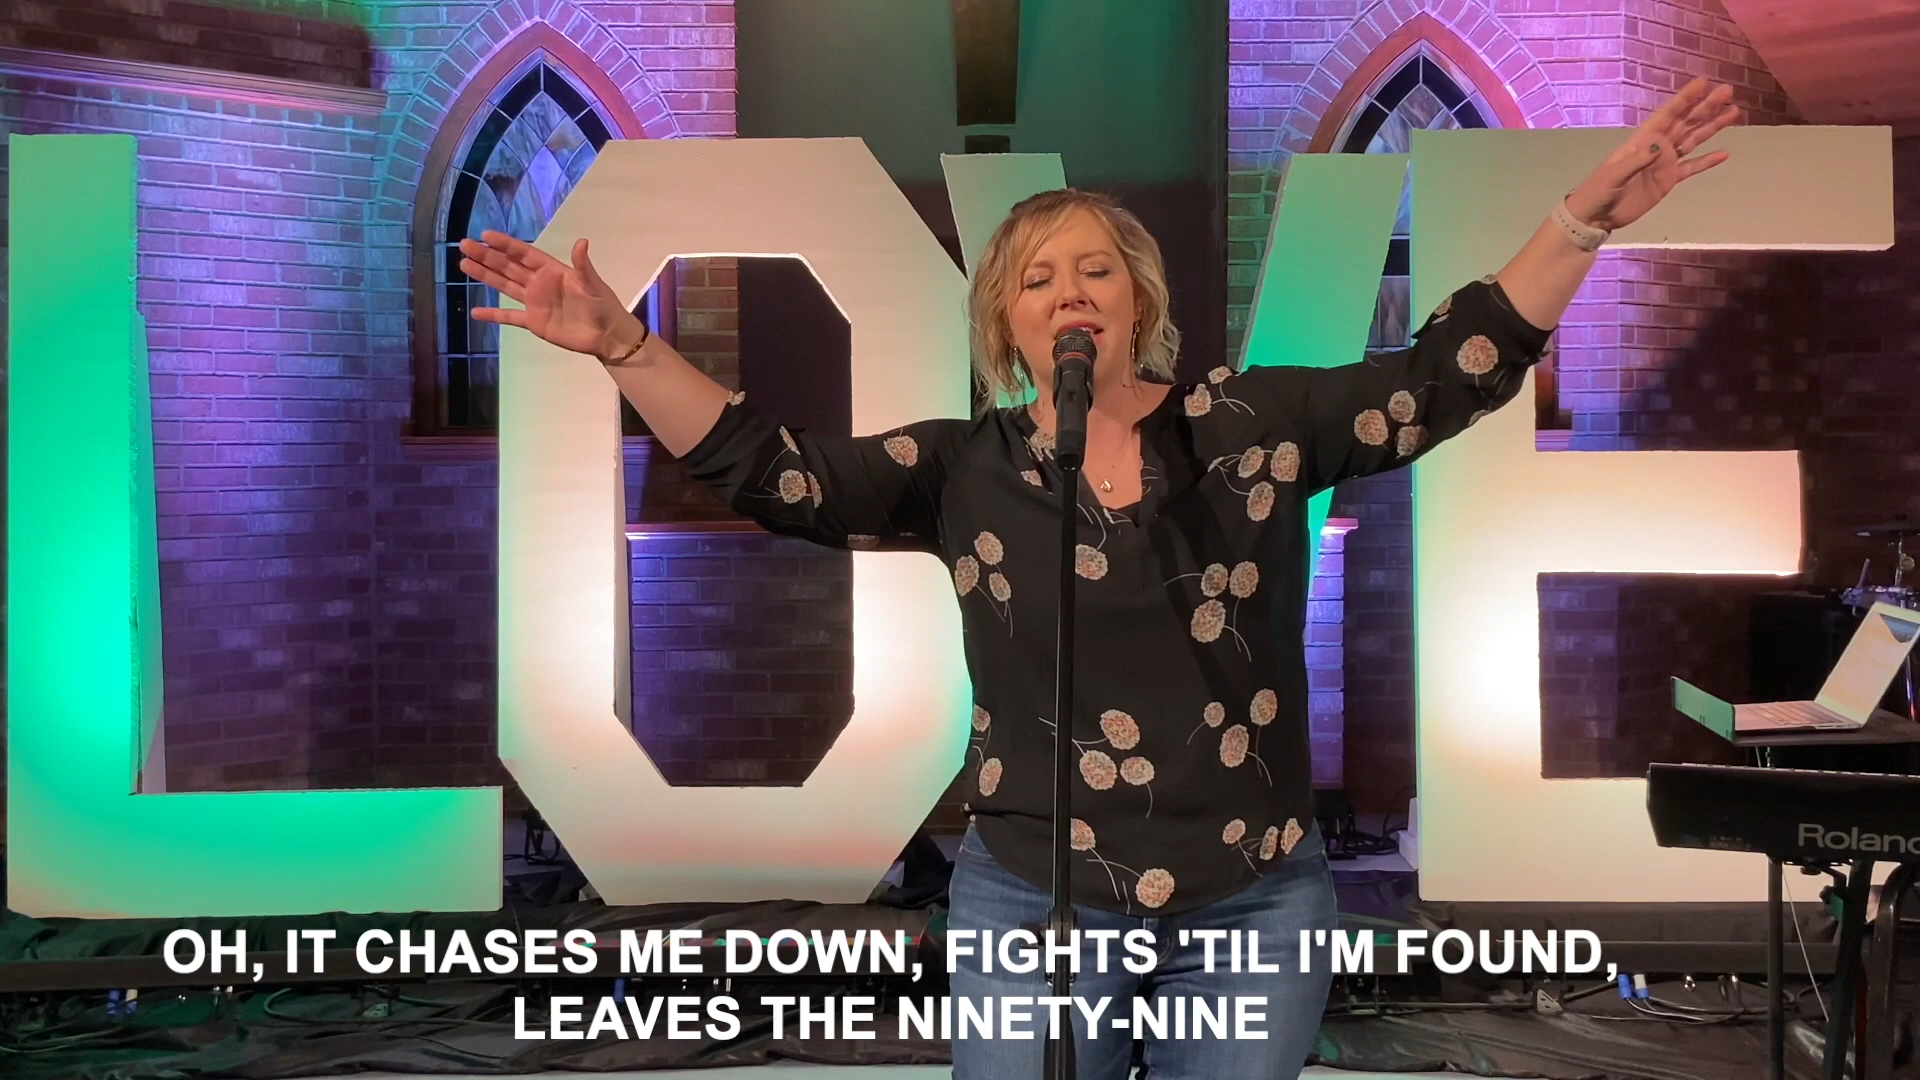 LOVE
Roland
OH, IT CHASES ME DOWN, FIGHTS 'TIL I'M FOUND,
LEAVES THE NINETY-NINE